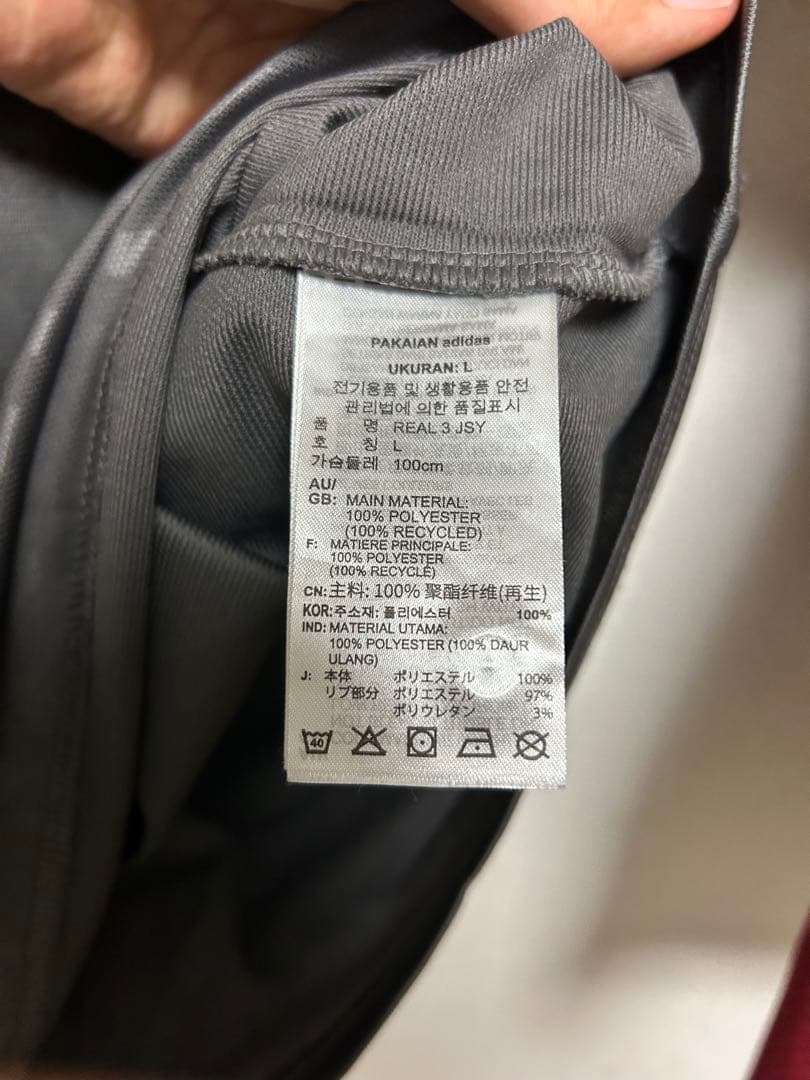 PAKAIAN adidas
UKURAN: L
전기용품 및 생활용품 안전
관리법에 의한 품질표시
품 명 REAL 3 JSY
호 칭 L
가슴둘레 100cm
AU/
GB: MAIN MATERIAL:
100% POLYESTER
(100% RECYCLED)
F: MATIERE PRINCIPALE:
100% POLYESTER
(100% RECYCLÉ)
CN: 主料: 100% 聚酯纤维(再生)
KOR: 주소재: 폴리에스터 100%
IND: MATERIAL UTAMA:
100% POLYESTER (100% DAUR
ULANG)
J: 本体 ポリエステル 100%
リブ部分 ポリエステル 97%
ポリウレタン 3%
40